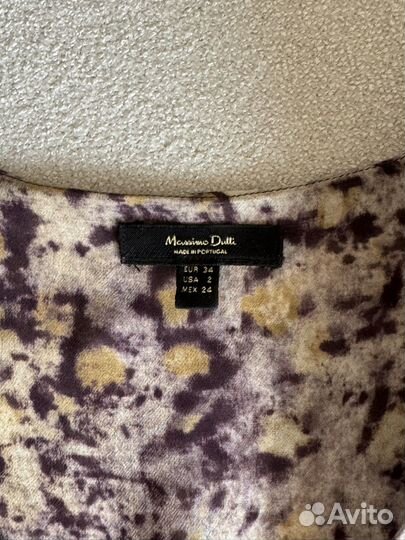 Massimo Dutti
MADE IN PORTUGAL
EUR 34
USA 2
MEX 24
Avito